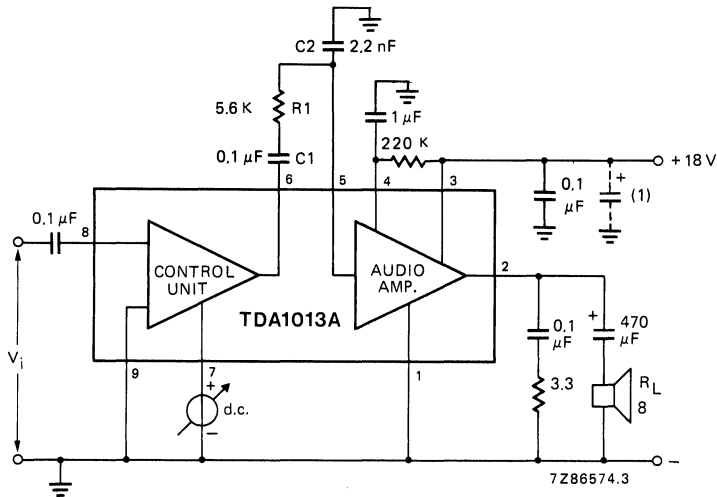 C2 2,2 nF
5.6 K R1
1 µF
220 K
0,1 µF C1
+ 18 V
6 5 4 3
0,1 µF
+
(1)
0,1 µF
8
CONTROL UNIT
AUDIO AMP.
2
TDA1013A
0,1 µF
+ 470 µF
Vi
9 7 1
+
d.c.
–
3.3
RL
8
–
7Z86574.3